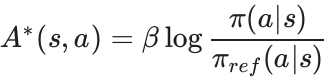 A*(s, a) = β log π(a|s) / π_ref(a|s)